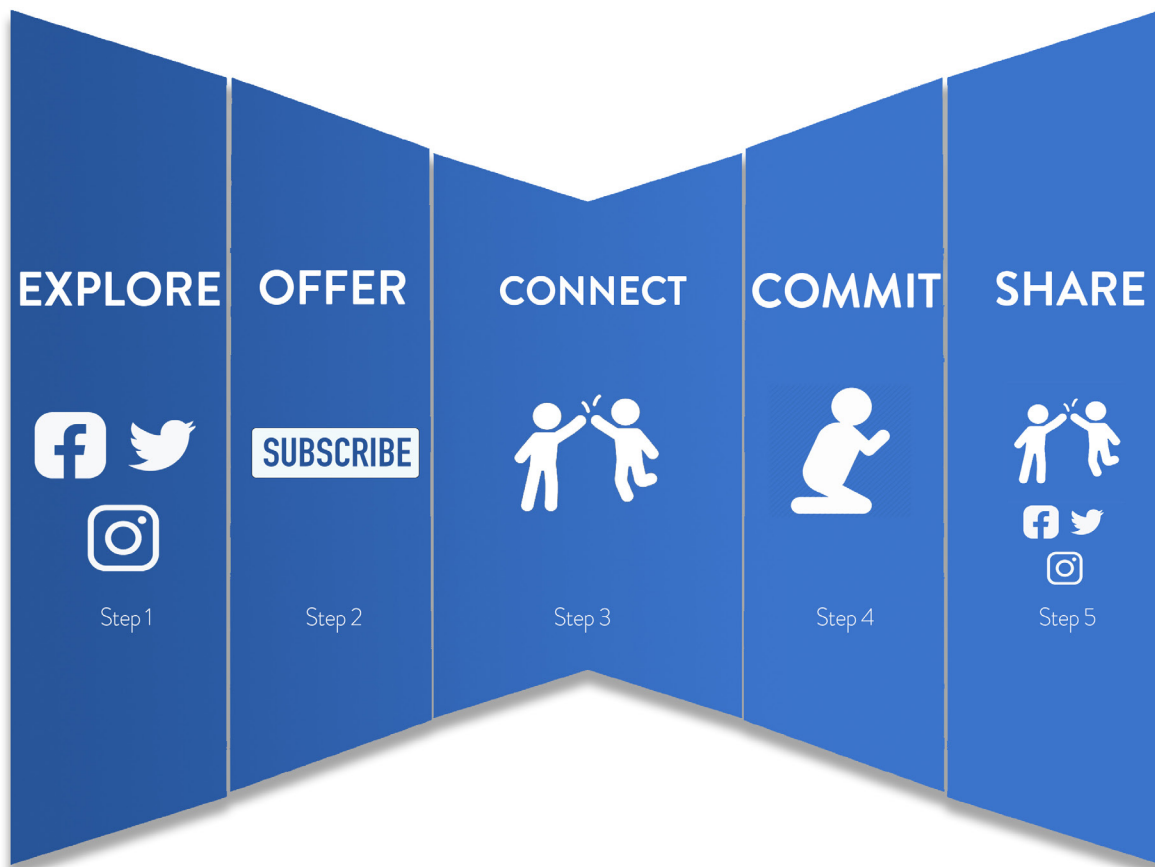 EXPLORE
OFFER
CONNECT
COMMIT
SHARE
SUBSCRIBE
Step 1
Step 2
Step 3
Step 4
Step 5